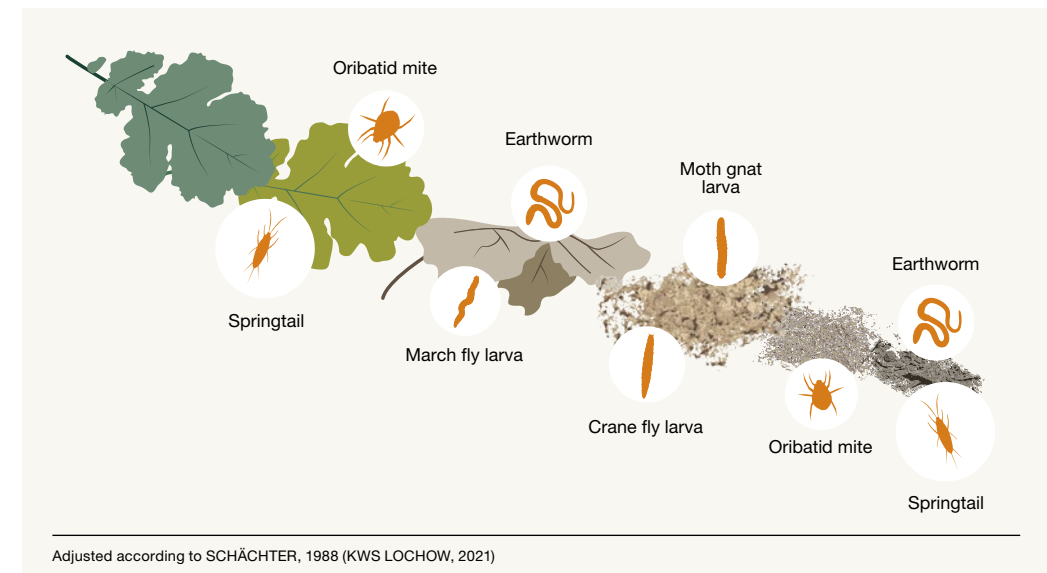 Oribatid mite
Earthworm
Moth gnat
larva
Earthworm
Springtail
March fly larva
Crane fly larva
Oribatid mite
Springtail
Adjusted according to SCHÄCHTER, 1988 (KWS LOCHOW, 2021)